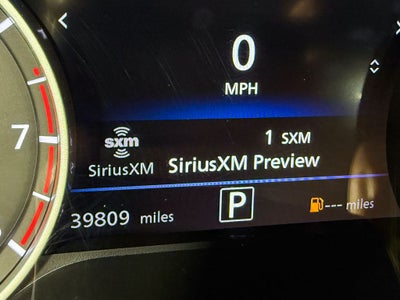 0
MPH
7
sxm
1 SXM
SiriusXM
SiriusXM Preview
39809 miles
P
--- miles